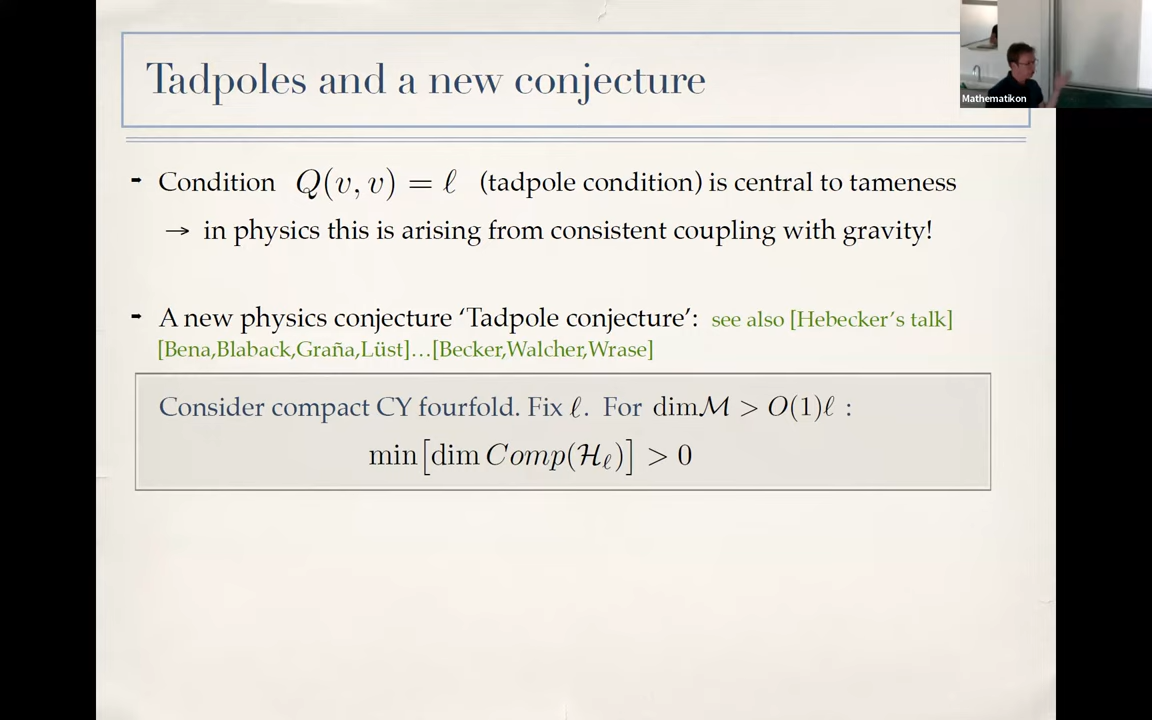 Tadpoles and a new conjecture
Mathematikon
Condition Q(v, v) = ℓ (tadpole condition) is central to tameness
→ in physics this is arising from consistent coupling with gravity!
A new physics conjecture ‘Tadpole conjecture’: see also [Hebecker’s talk]
[Bena,Blaback,Graña,Lüst]…[Becker,Walcher,Wrase]
Consider compact CY fourfold. Fix ℓ. For dimℳ > O(1)ℓ :
min[dim Comp(ℋ_ℓ)] > 0